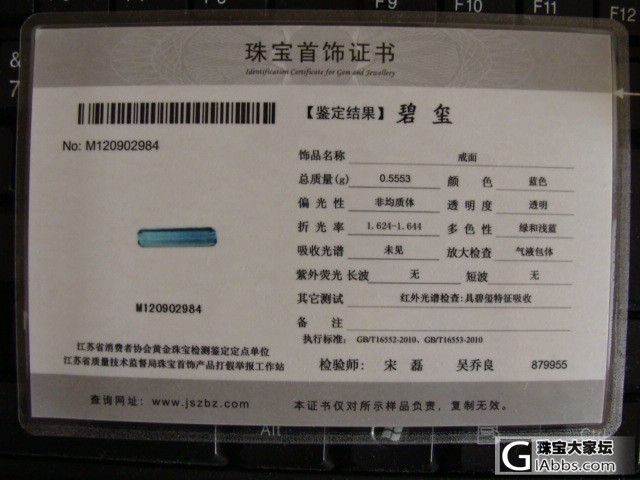 F9 F10 F11 F12
&
7
珠宝首饰证书
Identification Certificate for Gem and Jewellery
【鉴定结果】 碧 玺
No: M120902984
饰品名称 戒面
总质量(g) 0.5553 颜 色 蓝色
偏 光 性 非均质体 透 明 度 透明
折 光 率 1.624-1.644 多 色 性 绿和浅蓝
吸收光谱 未见 放大检查 气液包体
紫外荧光 长波 无 短波 无
M120902984
其它测试 红外光谱检查:具碧玺特征吸收
备 注
执行标准: GB/T16552-2010、GB/T16553-2010
江苏省消费者协会黄金珠宝检测鉴定定点单位
江苏省质量技术监督局珠宝首饰产品打假举报工作站
检验师: 宋 磊 吴乔良 879955
查询网址: www.jszbz.com 本证书仅对所示样品负责,复制无效。
Alt
珠宝大家坛
iAbbs.com